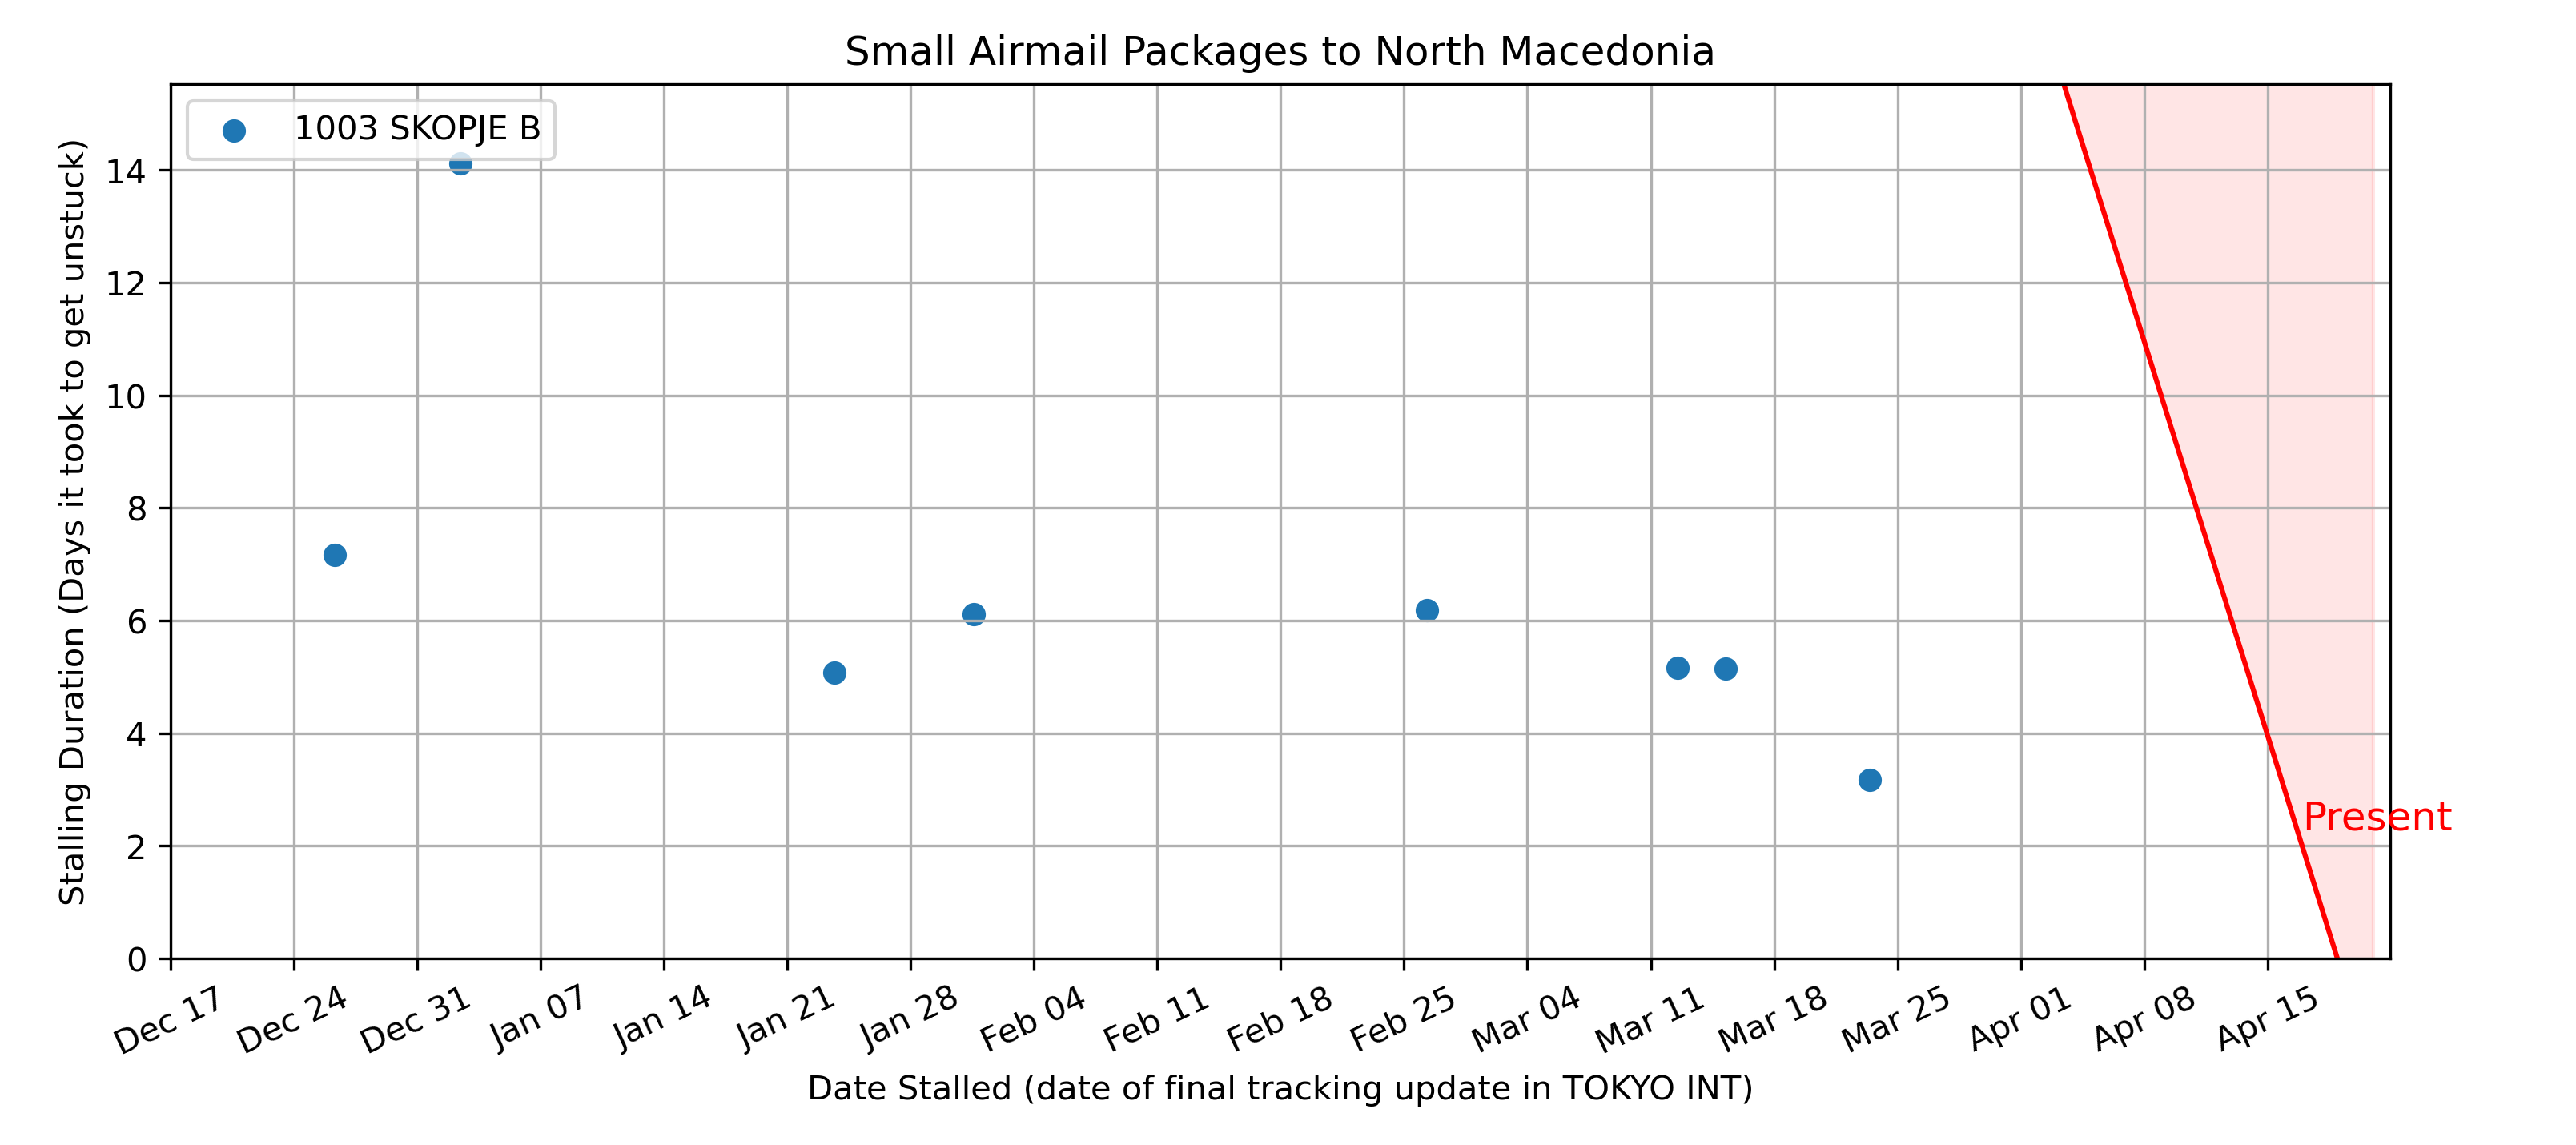 Small Airmail Packages to North Macedonia
1003 SKOPJE B
Stalling Duration (Days it took to get unstuck)
14
12
10
8
6
4
2
0
Present
Dec 17
Dec 24
Dec 31
Jan 07
Jan 14
Jan 21
Jan 28
Feb 04
Feb 11
Feb 18
Feb 25
Mar 04
Mar 11
Mar 18
Mar 25
Apr 01
Apr 08
Apr 15
Date Stalled (date of final tracking update in TOKYO INT)